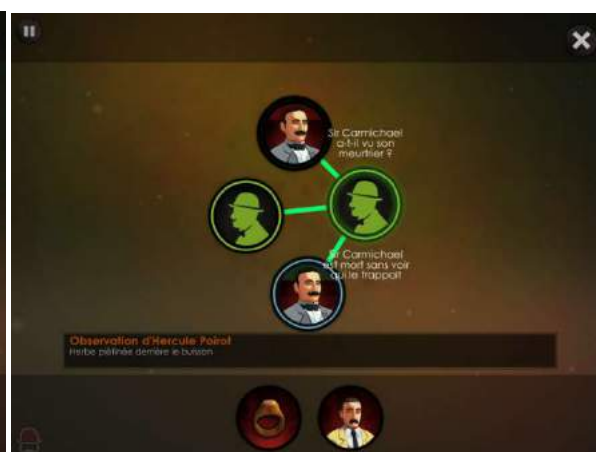 Sir Carmichael
a-t-il vu son
meurtrier ?
Sir Carmichael
est mort sans voir
qui le frappait
Observation d'Hercule Poirot
Herbe piétinée derrière le buisson